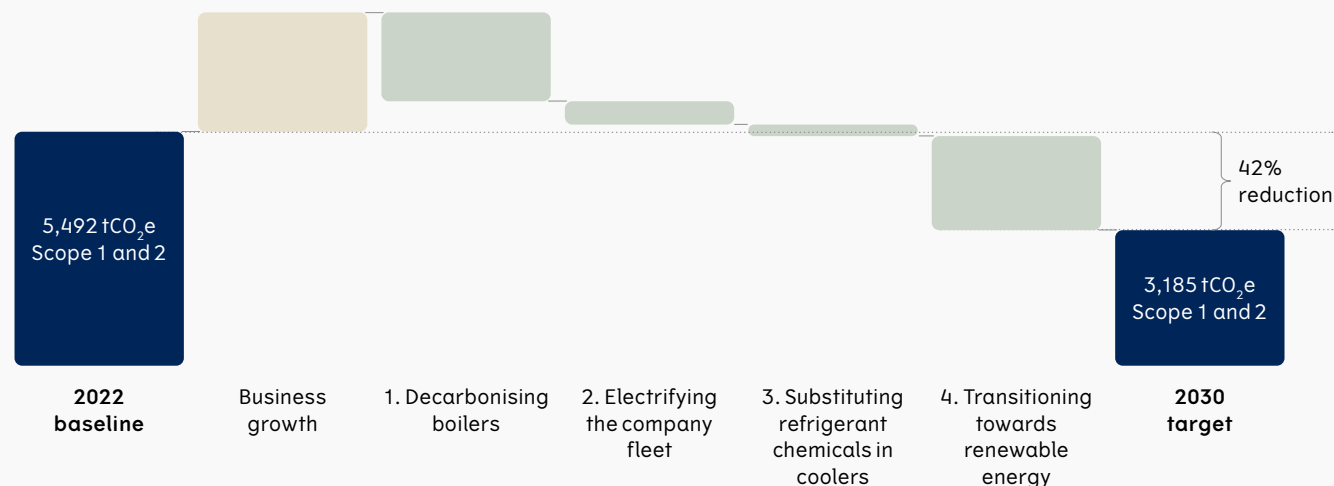 5,492 tCO₂e
Scope 1 and 2
42%
reduction
3,185 tCO₂e
Scope 1 and 2
2022
baseline
Business
growth
1. Decarbonising
boilers
2. Electrifying
the company
fleet
3. Substituting
refrigerant
chemicals in
coolers
4. Transitioning
towards
renewable
energy
2030
target